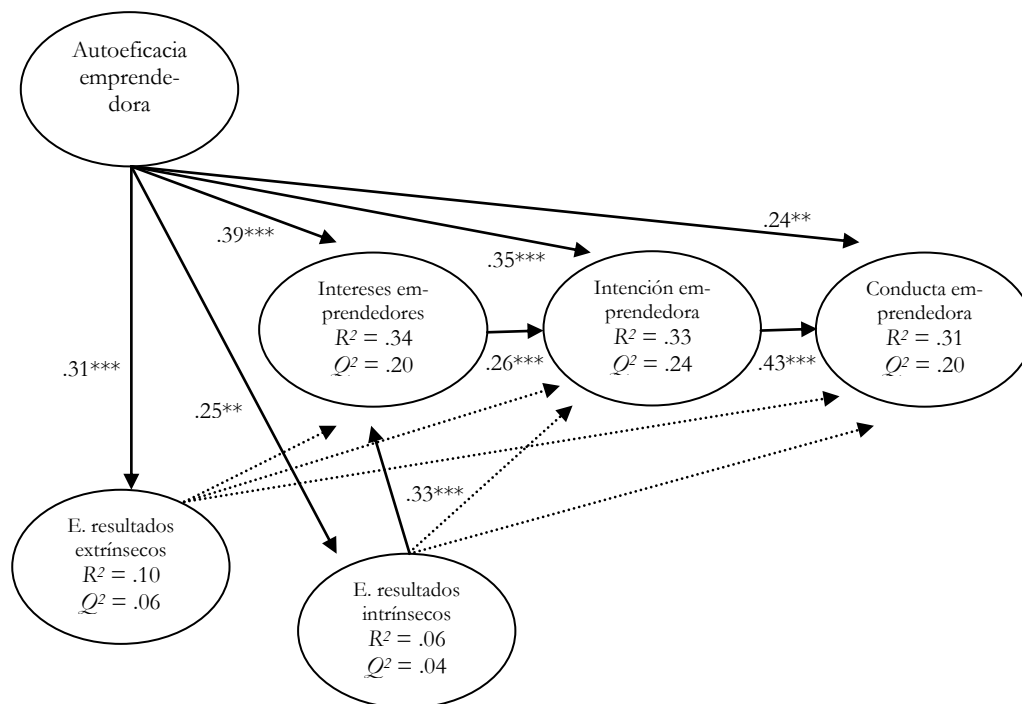 Autoeficacia
emprende-
dora
.39***
.35***
.24**
Intereses em-
prendedores
R² = .34
Q² = .20
Intención em-
prendedora
R² = .33
Q² = .24
Conducta em-
prendedora
R² = .31
Q² = .20
.26***
.43***
.31***
.25**
.33***
E. resultados
extrínsecos
R² = .10
Q² = .06
E. resultados
intrínsecos
R² = .06
Q² = .04